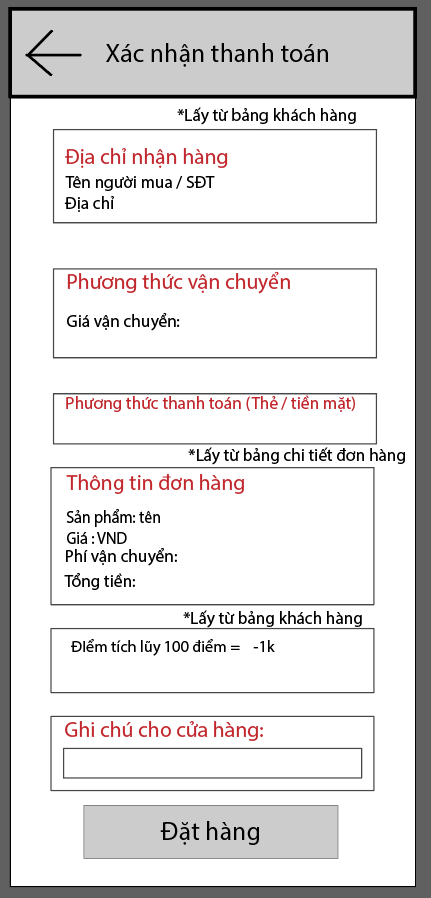 Xác nhận thanh toán
*Lấy từ bảng khách hàng
Địa chỉ nhận hàng
Tên người mua / SĐT
Địa chỉ
Phương thức vận chuyển
Giá vận chuyển:
Phương thức thanh toán (Thẻ / tiền mặt)
*Lấy từ bảng chi tiết đơn hàng
Thông tin đơn hàng
Sản phẩm: tên
Giá : VND
Phí vận chuyển:
Tổng tiền:
*Lấy từ bảng khách hàng
ĐIểm tích lũy 100 điểm = -1k
Ghi chú cho cửa hàng:
Đặt hàng